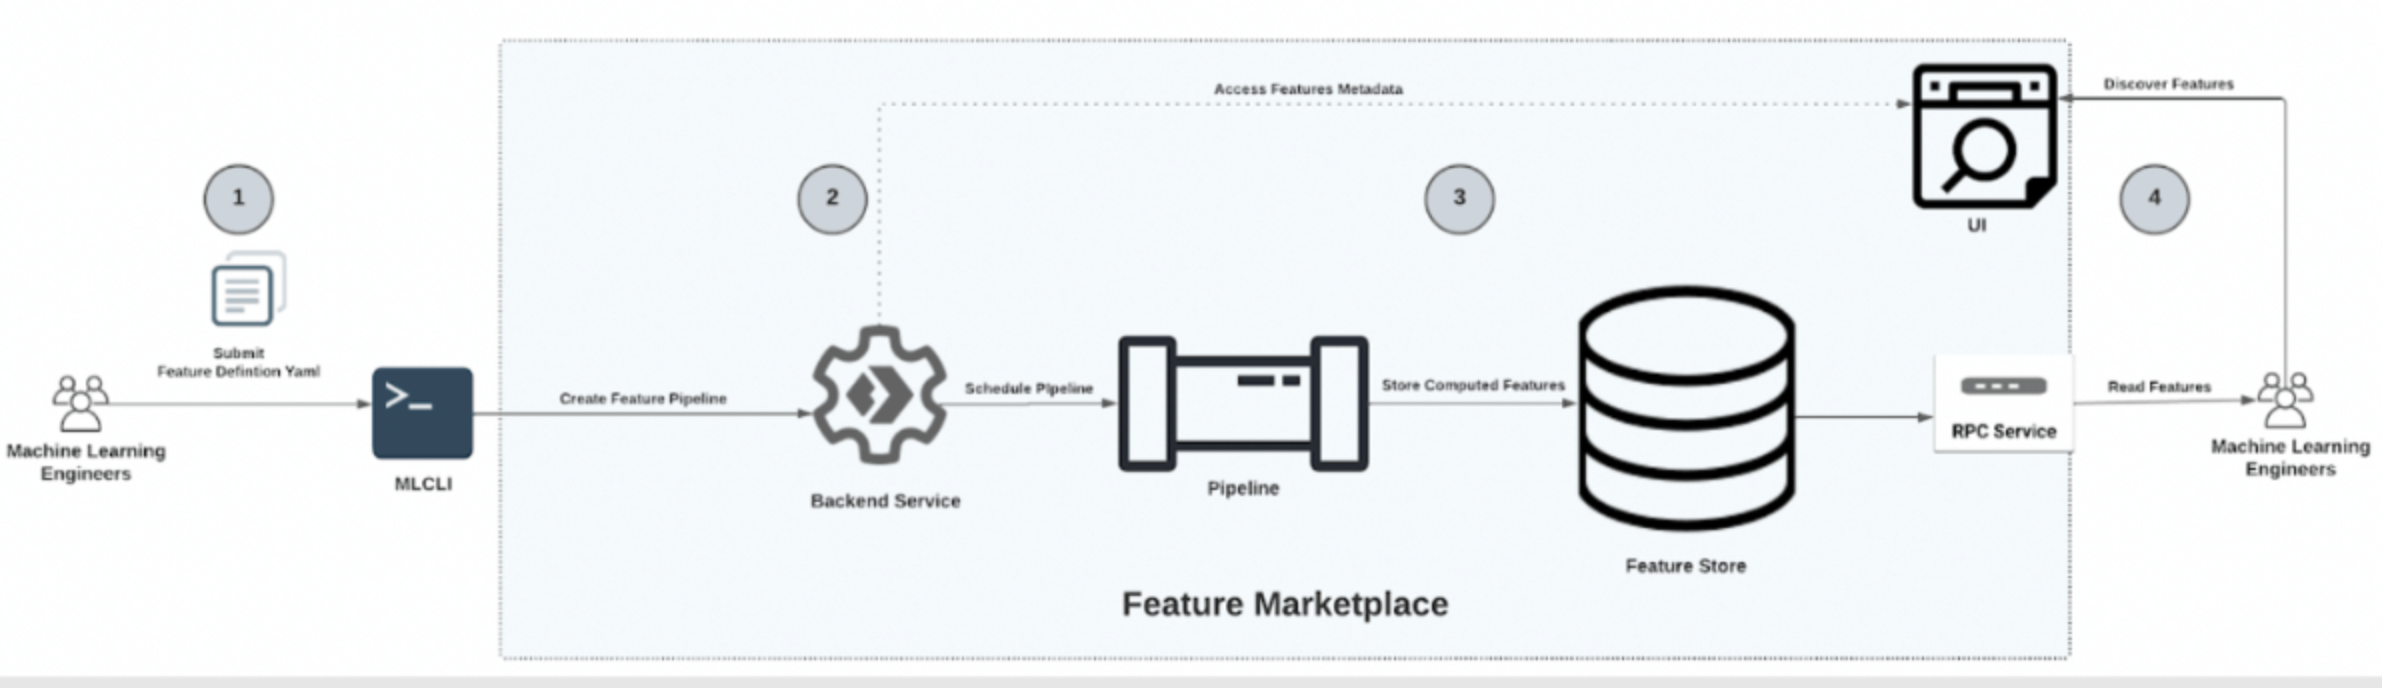 Access Features Metadata
Discover Features
1
2
3
4
UI
Submit
Feature Defintion Yaml
Machine Learning
Engineers
>_
MLCLI
Create Feature Pipeline
Backend Service
Schedule Pipeline
Pipeline
Store Computed Features
Feature Store
RPC Service
Read Features
Machine Learning
Engineers
Feature Marketplace